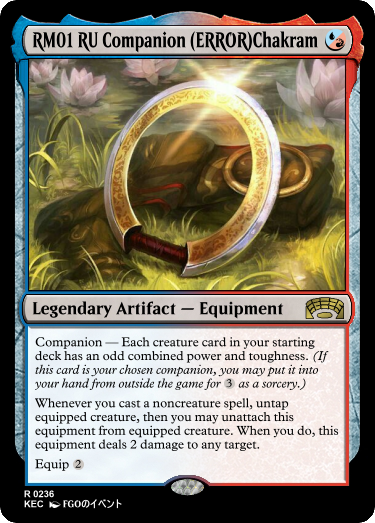 RM01 RU Companion (ERROR)Chakram
Legendary Artifact — Equipment
Companion — Each creature card in your starting
deck has an odd combined power and toughness. (If
this card is your chosen companion, you may put it into
your hand from outside the game for 3 as a sorcery.)
Whenever you cast a noncreature spell, untap
equipped creature, then you may unattach this
equipment from equipped creature. When you do, this
equipment deals 2 damage to any target.
Equip 2
R 0236
KEC FGOのイベント